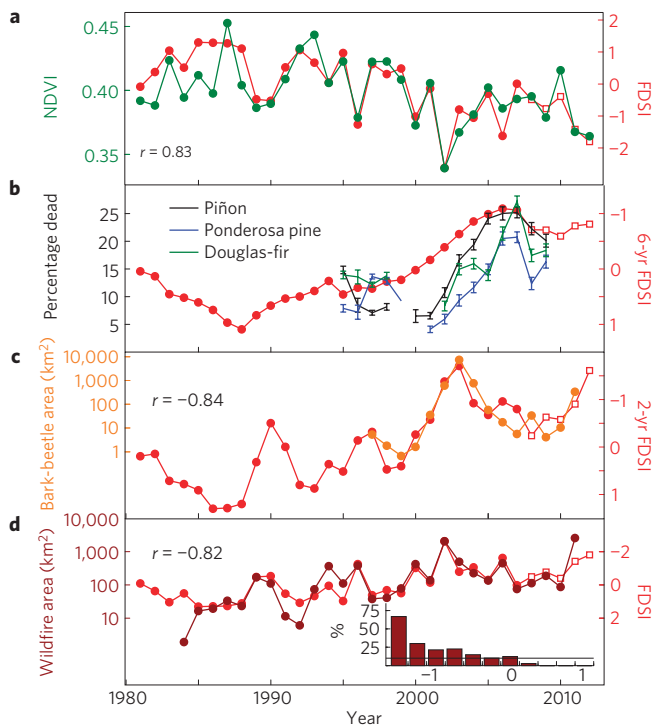 a
0.45
0.40
0.35
NDVI
r = 0.83
2
1
0
−1
−2
FDSI
b
25
20
15
10
5
Percentage dead
Piñon
Ponderosa pine
Douglas-fir
−1
0
1
6-yr FDSI
c
10,000
1,000
100
10
1
Bark-beetle area (km²)
r = −0.84
−1
0
1
2-yr FDSI
d
10,000
1,000
100
10
Wildfire area (km²)
r = −0.82
−2
0
2
FDSI
75
50
25
%
−1
0
1
1980
1990
2000
2010
Year